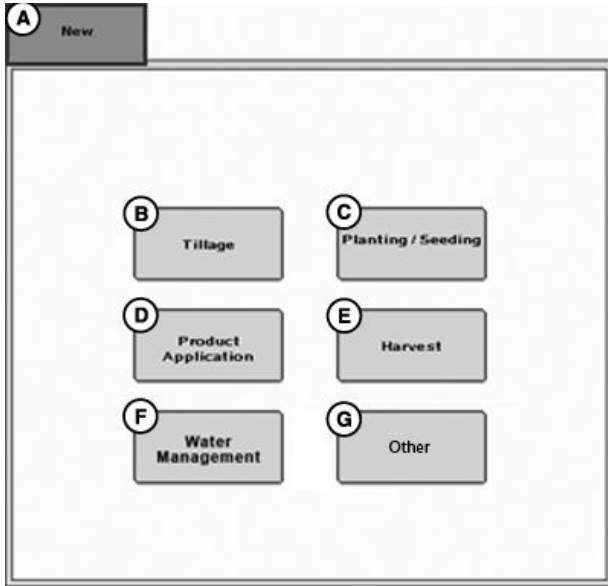 A
New
B
Tillage
C
Planting / Seeding
D
Product
Application
E
Harvest
F
Water
Management
G
Other